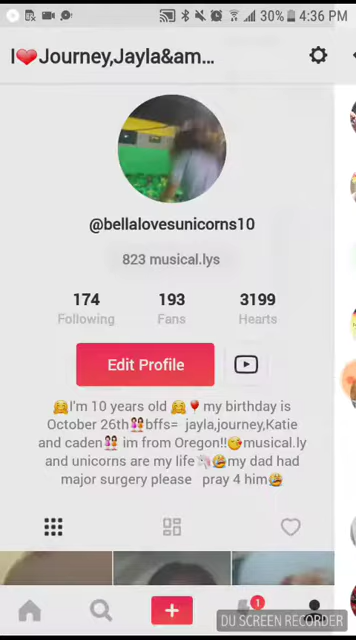 30% 4:36 PM
I❤Journey,Jayla&am...
@bellalovesunicorns10
823 musical.lys
174 193 3199
Following Fans Hearts
Edit Profile
🤗I'm 10 years old 🤗🎈my birthday is
October 26th👭bffs= jayla,journey,Katie
and caden👭 im from Oregon!!😋musical.ly
and unicorns are my life🦄😭my dad had
major surgery please pray 4 him😭
1
DU SCREEN RECORDER